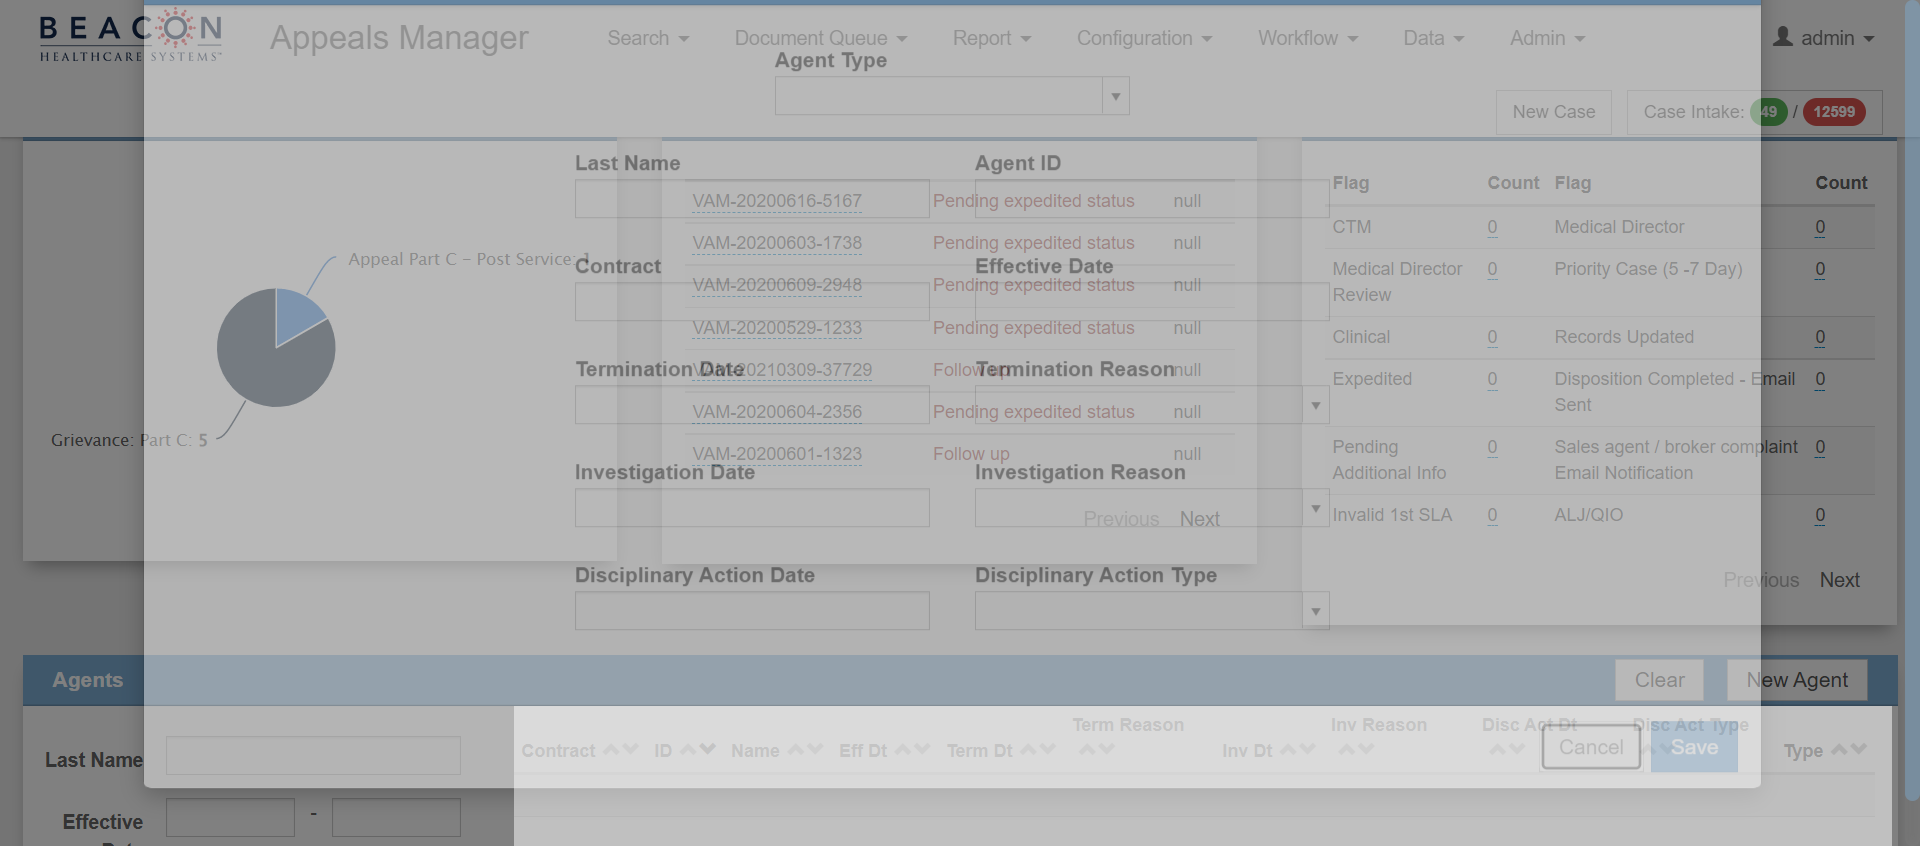 BEACON
HEALTHCARE SYSTEMS
Appeals Manager
Search
Document Queue
Report
Configuration
Workflow
Data
Admin
admin
Agent Type
New Case
Case Intake: 49 / 12599
Last Name
Agent ID
Contract
Effective Date
Termination Date
Termination Reason
Investigation Date
Investigation Reason
Disciplinary Action Date
Disciplinary Action Type
Appeal Part C - Post Service: 1
Grievance: Part C: 5
VAM-20200616-5167 Pending expedited status null
VAM-20200603-1738 Pending expedited status null
VAM-20200609-2948 Pending expedited status null
VAM-20200529-1233 Pending expedited status null
VAM-20210309-37729 Follow up null
VAM-20200604-2356 Pending expedited status null
VAM-20200601-1323 Follow up null
Previous Next
Flag Count Flag Count
CTM 0 Medical Director 0
Medical Director Review 0 Priority Case (5 -7 Day) 0
Clinical 0 Records Updated 0
Expedited 0 Disposition Completed - Email Sent 0
Pending Additional Info 0 Sales agent / broker complaint Email Notification 0
Invalid 1st SLA 0 ALJ/QIO 0
Previous Next
Agents
Clear
New Agent
Last Name
Effective
-
Contract ID Name Eff Dt Term Dt Term Reason Inv Dt Inv Reason Disc Act Dt Disc Act Type Type
Cancel
Save